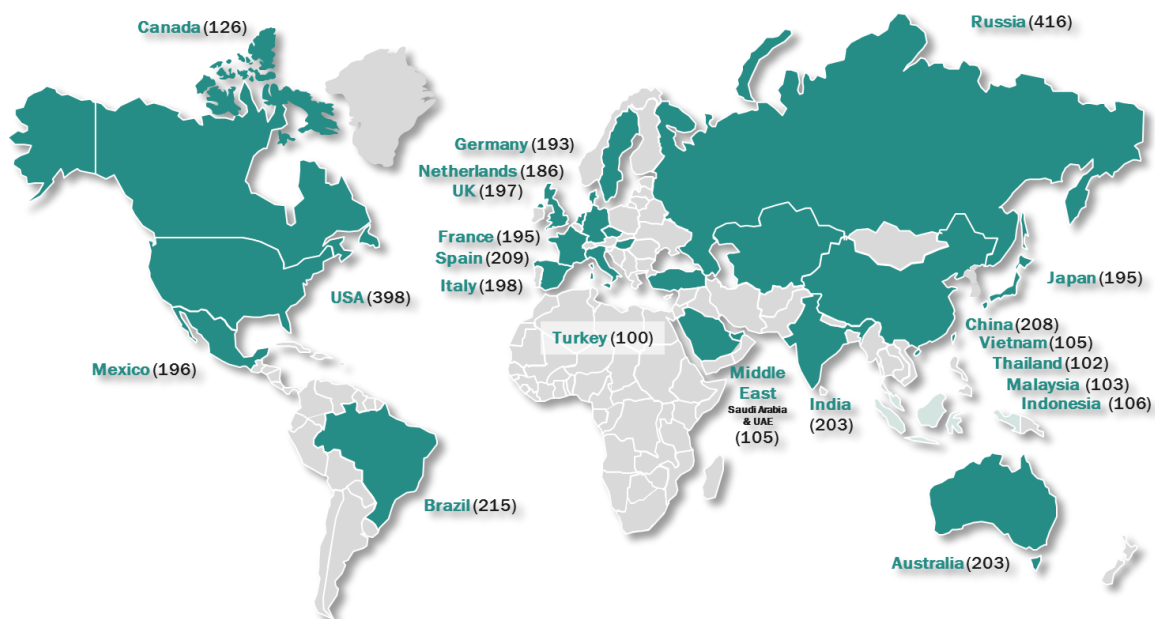 Canada (126)
Russia (416)
Germany (193)
Netherlands (186)
UK (197)
France (195)
Spain (209)
Italy (198)
USA (398)
Japan (195)
Turkey (100)
China (208)
Vietnam (105)
Thailand (102)
Malaysia (103)
Indonesia (106)
Mexico (196)
Middle
East
Saudi Arabia
& UAE
(105)
India
(203)
Brazil (215)
Australia (203)